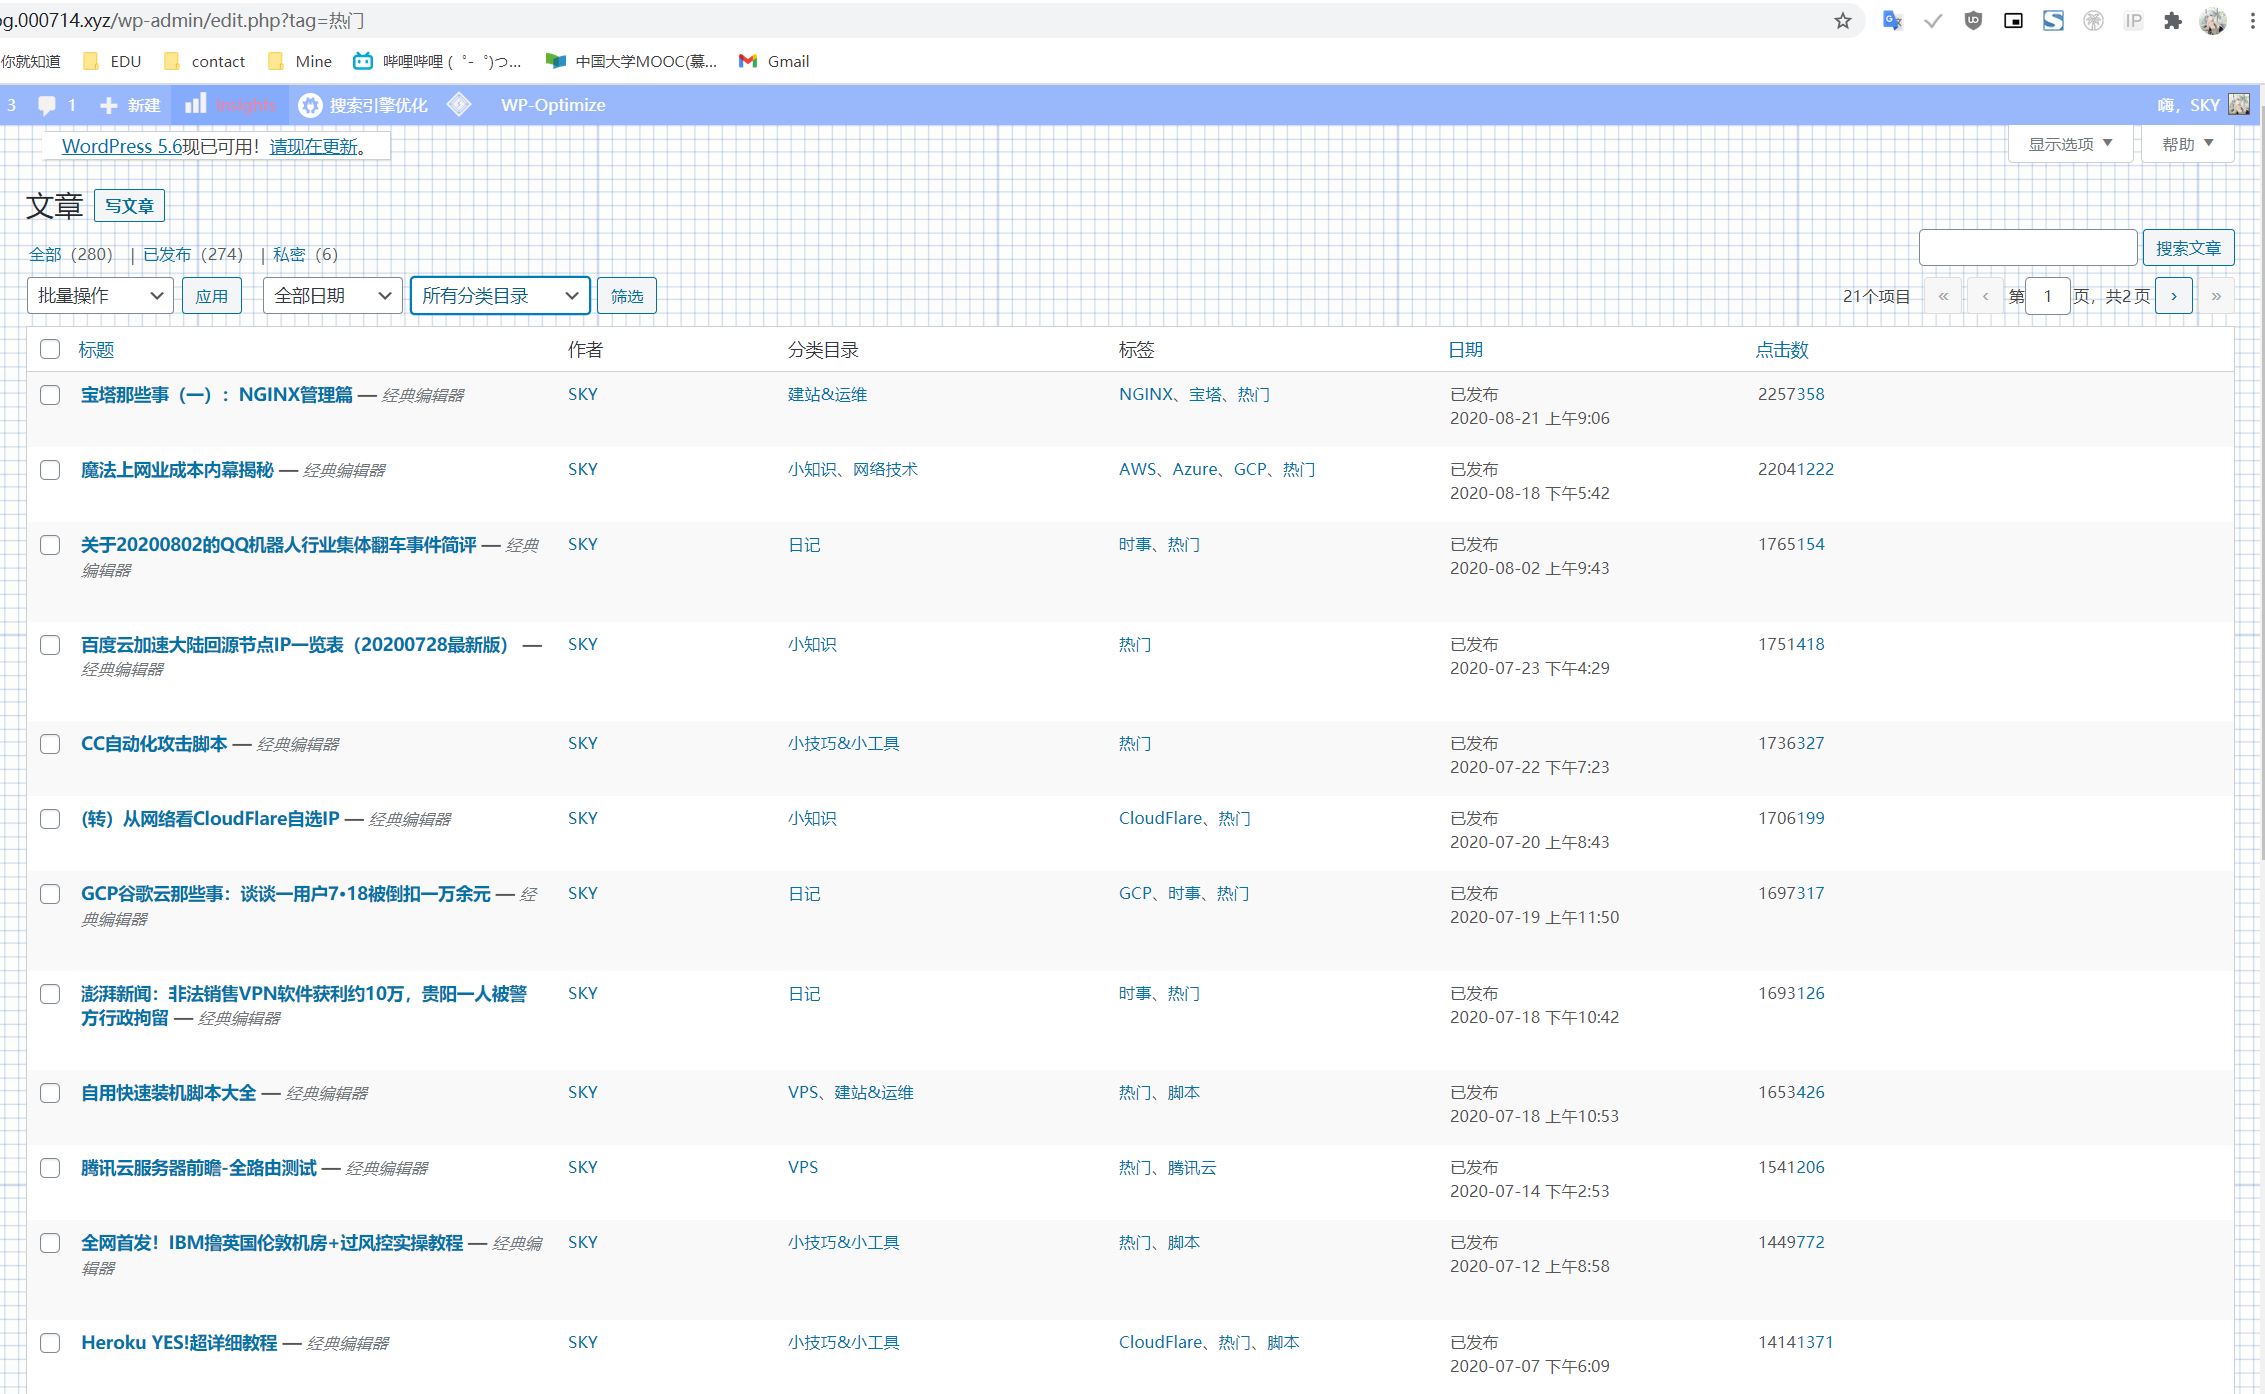 og.000714.xyz/wp-admin/edit.php?tag=热门
你就知道 EDU contact Mine 哔哩哔哩 ( ゜- ゜)つ... 中国大学MOOC(慕... Gmail
3 1 新建 Insights 搜索引擎优化 WP-Optimize 嗨，SKY
WordPress 5.6现已可用！请现在更新。 显示选项 帮助
文章 写文章
全部（280） | 已发布（274） | 私密（6） 搜索文章
批量操作 应用 全部日期 所有分类目录 筛选 21个项目 « ‹ 第 1 页，共2页 › »
标题 作者 分类目录 标签 日期 点击数
宝塔那些事（一）：NGINX管理篇 — 经典编辑器 SKY 建站&运维 NGINX、宝塔、热门 已发布 2257358
2020-08-21 上午9:06
魔法上网业成本内幕揭秘 — 经典编辑器 SKY 小知识、网络技术 AWS、Azure、GCP、热门 已发布 22041222
2020-08-18 下午5:42
关于20200802的QQ机器人行业集体翻车事件简评 — 经典 SKY 日记 时事、热门 已发布 1765154
编辑器 2020-08-02 上午9:43
百度云加速大陆回源节点IP一览表（20200728最新版） — SKY 小知识 热门 已发布 1751418
经典编辑器 2020-07-23 下午4:29
CC自动化攻击脚本 — 经典编辑器 SKY 小技巧&小工具 热门 已发布 1736327
2020-07-22 下午7:23
(转）从网络看CloudFlare自选IP — 经典编辑器 SKY 小知识 CloudFlare、热门 已发布 1706199
2020-07-20 上午8:43
GCP谷歌云那些事：谈谈一用户7·18被倒扣一万余元 — 经 SKY 日记 GCP、时事、热门 已发布 1697317
典编辑器 2020-07-19 上午11:50
澎湃新闻：非法销售VPN软件获利约10万，贵阳一人被警 SKY 日记 时事、热门 已发布 1693126
方行政拘留 — 经典编辑器 2020-07-18 下午10:42
自用快速装机脚本大全 — 经典编辑器 SKY VPS、建站&运维 热门、脚本 已发布 1653426
2020-07-18 上午10:53
腾讯云服务器前瞻-全路由测试 — 经典编辑器 SKY VPS 热门、腾讯云 已发布 1541206
2020-07-14 下午2:53
全网首发！IBM撸英国伦敦机房+过风控实操教程 — 经典编 SKY 小技巧&小工具 热门、脚本 已发布 1449772
辑器 2020-07-12 上午8:58
Heroku YES!超详细教程 — 经典编辑器 SKY 小技巧&小工具 CloudFlare、热门、脚本 已发布 14141371
2020-07-07 下午6:09